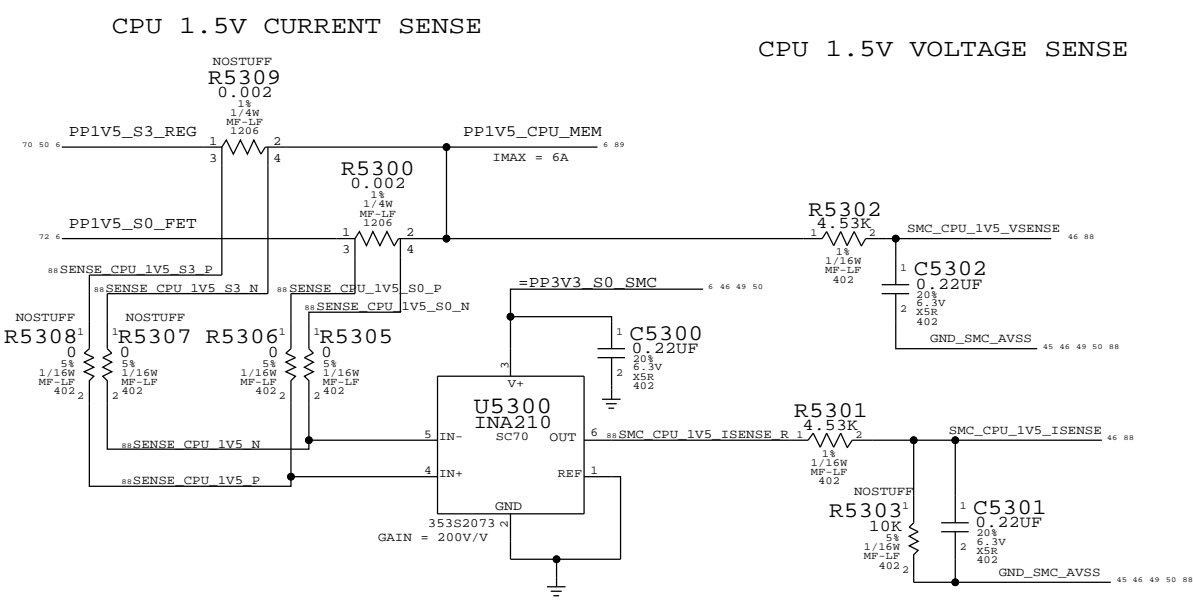 CPU 1.5V CURRENT SENSE
CPU 1.5V VOLTAGE SENSE
NOSTUFF
R5309
0.002
1%
1/4W
MF-LF
1206
70 50 6
PP1V5_S3_REG
1
2
3
4
PP1V5_CPU_MEM
6 89
IMAX = 6A
R5300
0.002
1%
1/4W
MF-LF
1206
72 6
PP1V5_S0_FET
1
2
3
4
R5302
4.53K
1
2
1%
1/16W
MF-LF
402
SMC_CPU_1V5_VSENSE
46 88
1
C5302
0.22UF
20%
6.3V
X5R
402
2
GND_SMC_AVSS
45 46 49 50 88
88 SENSE_CPU_1V5_S3_P
88 SENSE_CPU_1V5_S3_N
88 SENSE_CPU_1V5_S0_P
88 SENSE_CPU_1V5_S0_N
=PP3V3_S0_SMC
6 46 49 50
NOSTUFF
R5308
1
0
5%
1/16W
MF-LF
402
2
NOSTUFF
1
R5307
0
5%
1/16W
MF-LF
402
2
R5306
1
0
5%
1/16W
MF-LF
402
2
1
R5305
0
5%
1/16W
MF-LF
402
2
1
C5300
0.22UF
20%
6.3V
X5R
402
2
3
V+
U5300
INA210
SC70
5
IN-
4
IN+
OUT
6
REF
1
GND
2
353S2073
GAIN = 200V/V
88 SENSE_CPU_1V5_N
88 SENSE_CPU_1V5_P
88 SMC_CPU_1V5_ISENSE_R
R5301
4.53K
1
2
1%
1/16W
MF-LF
402
SMC_CPU_1V5_ISENSE
46 88
NOSTUFF
R5303
1
10K
5%
1/16W
MF-LF
402
2
1
C5301
0.22UF
20%
6.3V
X5R
402
2
GND_SMC_AVSS
45 46 49 50 88